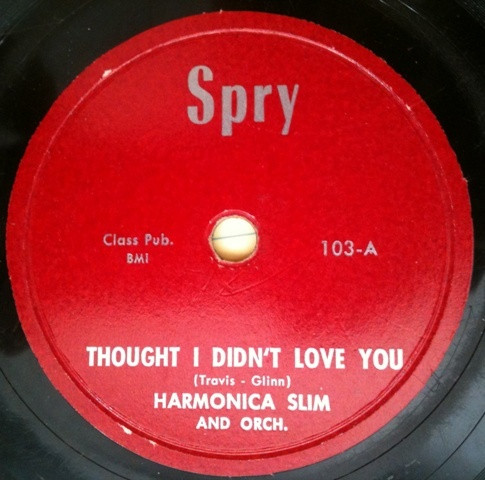 Spry
Class Pub.
BMI
103-A
THOUGHT I DIDN'T LOVE YOU
(Travis - Glinn)
HARMONICA SLIM
AND ORCH.